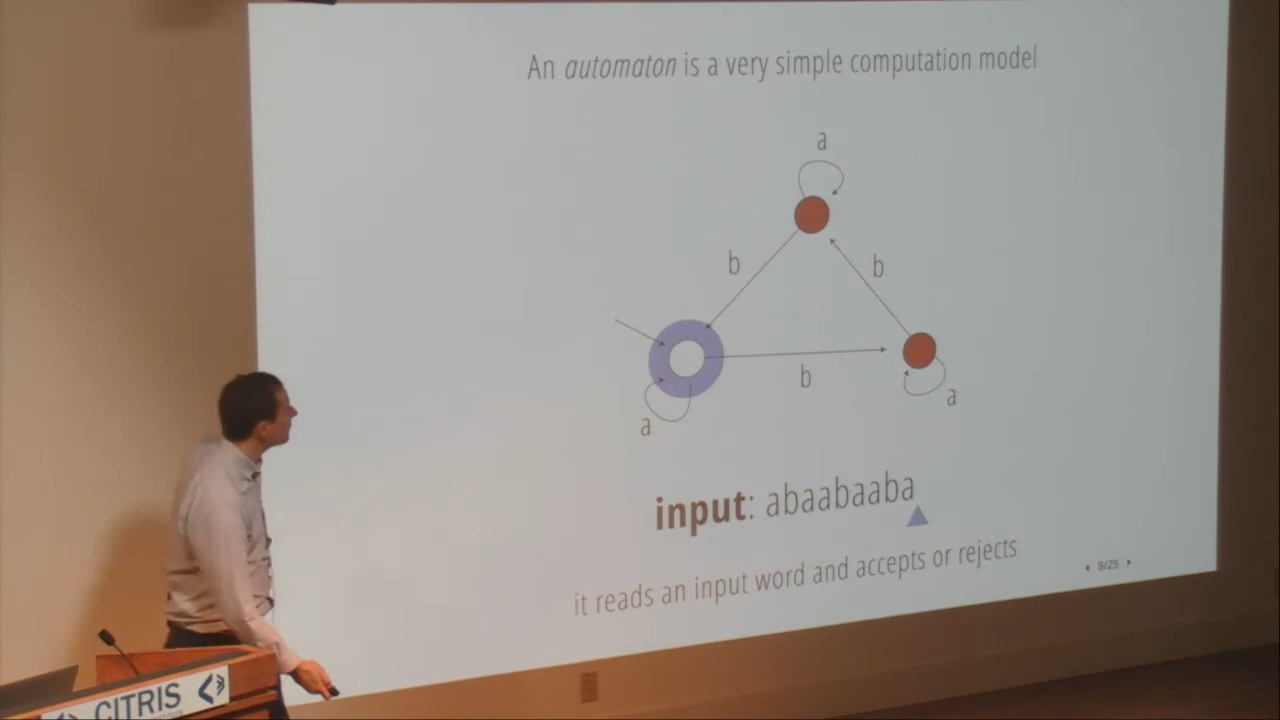 An automaton is a very simple computation model
a
b
b
b
a
a
input: abaabaaba
it reads an input word and accepts or rejects
8/25
CITRIS